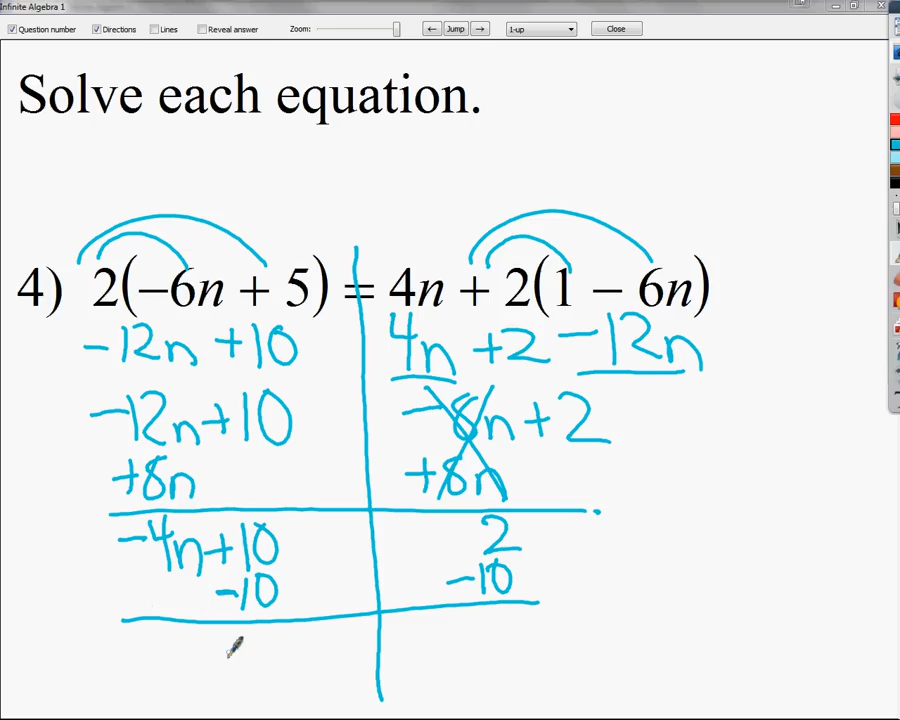 Infinite Algebra 1
Question number Directions Lines Reveal answer Zoom: ← Jump → 1-up Close
Solve each equation.
4) 2(−6n + 5) = 4n + 2(1 − 6n)
-12n +10 4n +2 -12n
-12n+10 -8n+2
+8n +8n
-4n+10 2
-10 -10